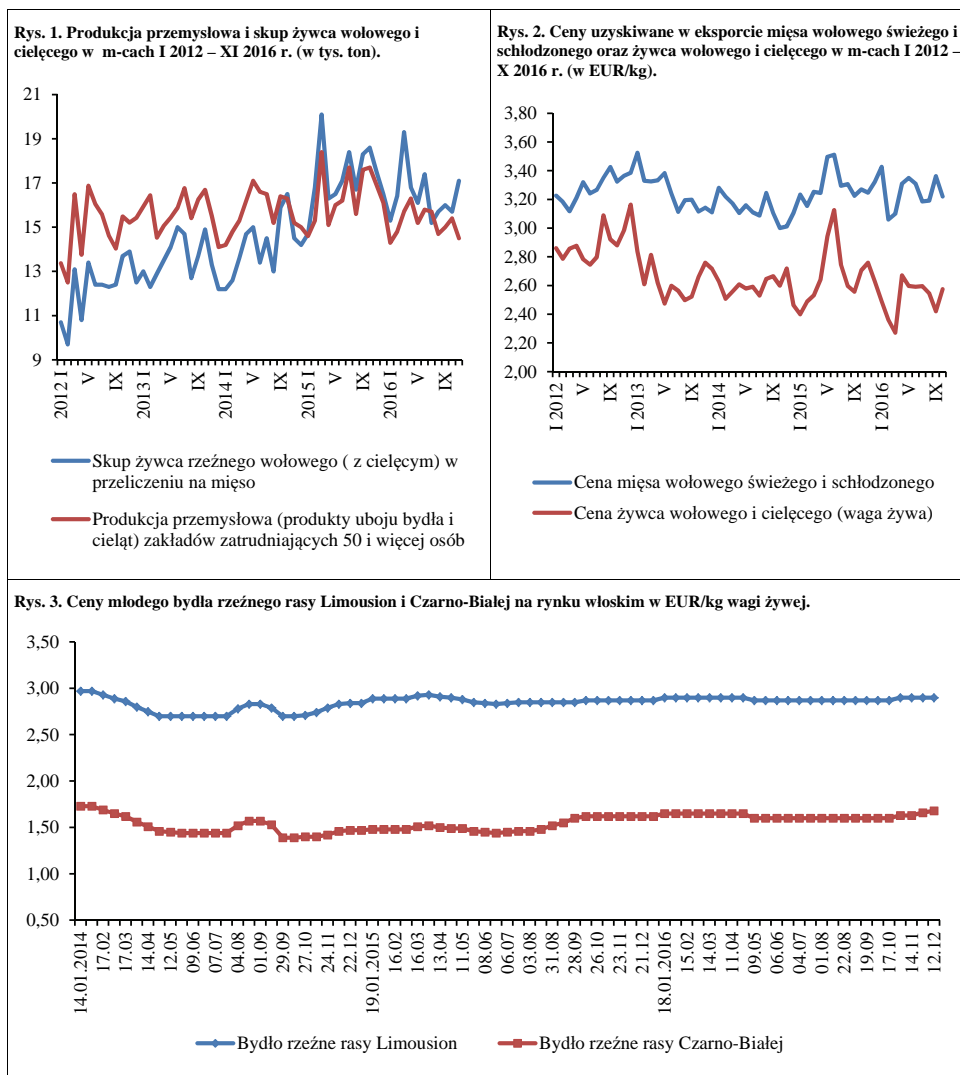 Rys. 1. Produkcja przemysłowa i skup żywca wołowego i
cielęcego w m-cach I 2012 – XI 2016 r. (w tys. ton).
21
19
17
15
13
11
9
2012 I
V
IX
2013 I
V
IX
2014 I
V
IX
2015 I
V
IX
2016 I
V
IX
Skup żywca rzeźnego wołowego ( z cielęcym) w
przeliczeniu na mięso
Produkcja przemysłowa (produkty uboju bydła i
cieląt) zakładów zatrudniających 50 i więcej osób
Rys. 2. Ceny uzyskiwane w eksporcie mięsa wołowego świeżego i
schłodzonego oraz żywca wołowego i cielęcego w m-cach I 2012 –
X 2016 r. (w EUR/kg).
3,80
3,60
3,40
3,20
3,00
2,80
2,60
2,40
2,20
2,00
I 2012
V
IX
I 2013
V
IX
I 2014
V
IX
I 2015
V
IX
I 2016
V
IX
Cena mięsa wołowego świeżego i schłodzonego
Cena żywca wołowego i cielęcego (waga żywa)
Rys. 3. Ceny młodego bydła rzeźnego rasy Limousion i Czarno-Białej na rynku włoskim w EUR/kg wagi żywej.
3,50
3,00
2,50
2,00
1,50
1,00
0,50
14.01.2014
17.02
17.03
14.04
12.05
09.06
07.07
04.08
01.09
29.09
27.10
24.11
22.12
19.01.2015
16.02
16.03
13.04
11.05
08.06
06.07
03.08
31.08
28.09
26.10
23.11
21.12
18.01.2016
15.02
14.03
11.04
09.05
06.06
04.07
01.08
22.08
19.09
17.10
14.11
12.12
Bydło rzeźne rasy Limousion
Bydło rzeźne rasy Czarno-Białej